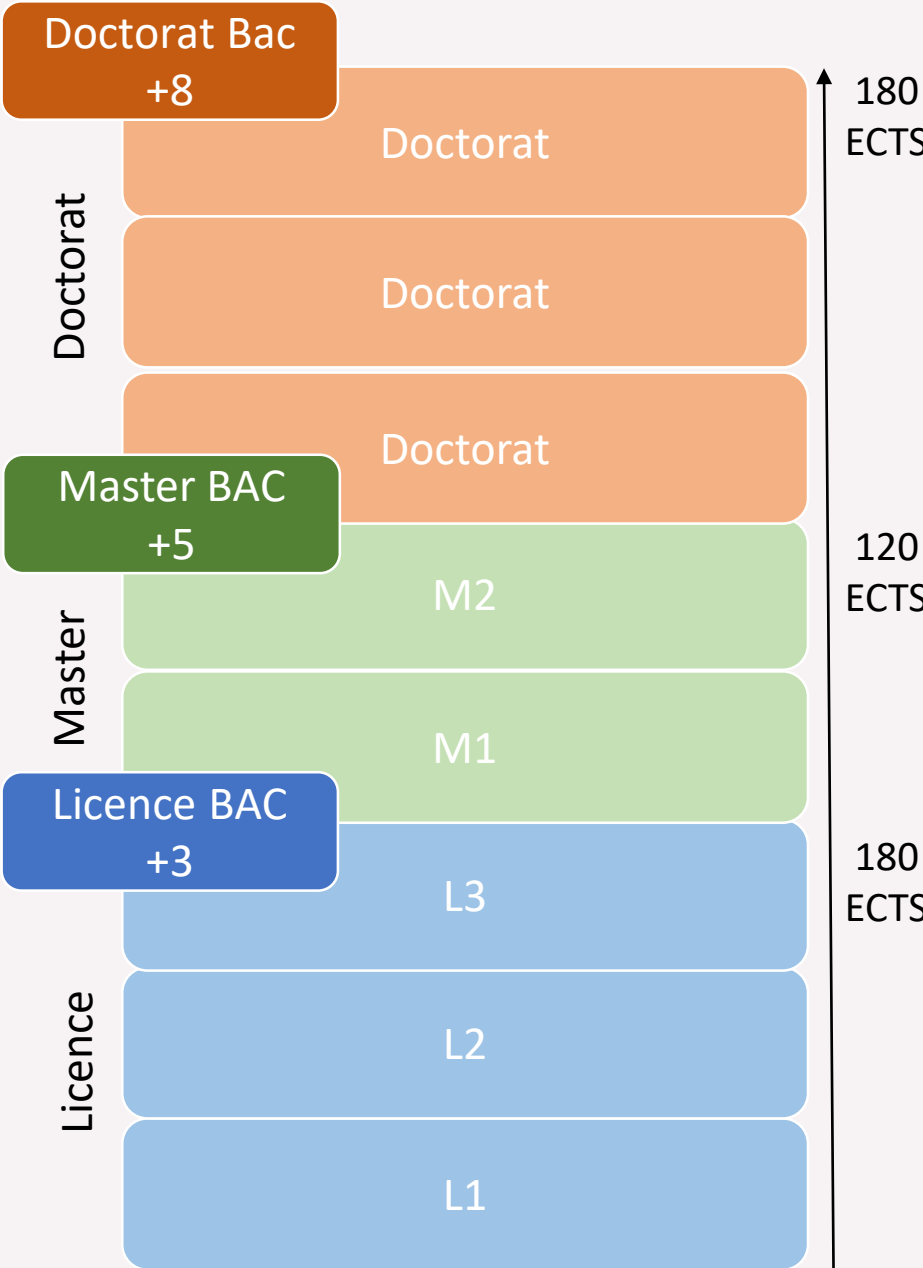 Doctorat Bac
+8
180
ECTS
Doctorat
Doctorat
Doctorat
Doctorat
Master BAC
+5
120
ECTS
M2
Master
M1
Licence BAC
+3
180
ECTS
L3
L2
Licence
L1